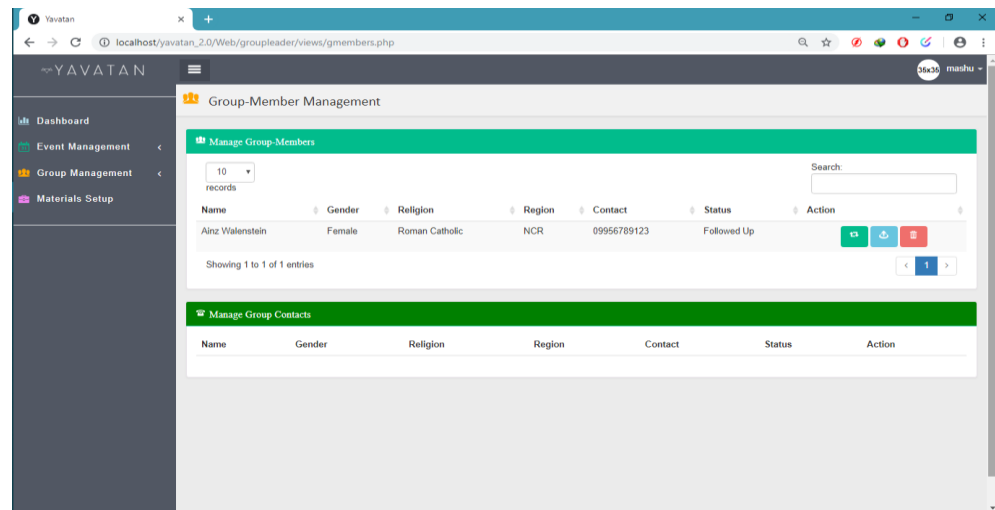 Yavatan
localhost/yavatan_2.0/Web/groupleader/views/gmembers.php
YAVATAN
36x36 mashu
Group-Member Management
Dashboard
Event Management
Group Management
Materials Setup
Manage Group-Members
10
records
Search:
Name Gender Religion Region Contact Status Action
Ainz Walenstein Female Roman Catholic NCR 09956789123 Followed Up
Showing 1 to 1 of 1 entries
1
Manage Group Contacts
Name Gender Religion Region Contact Status Action